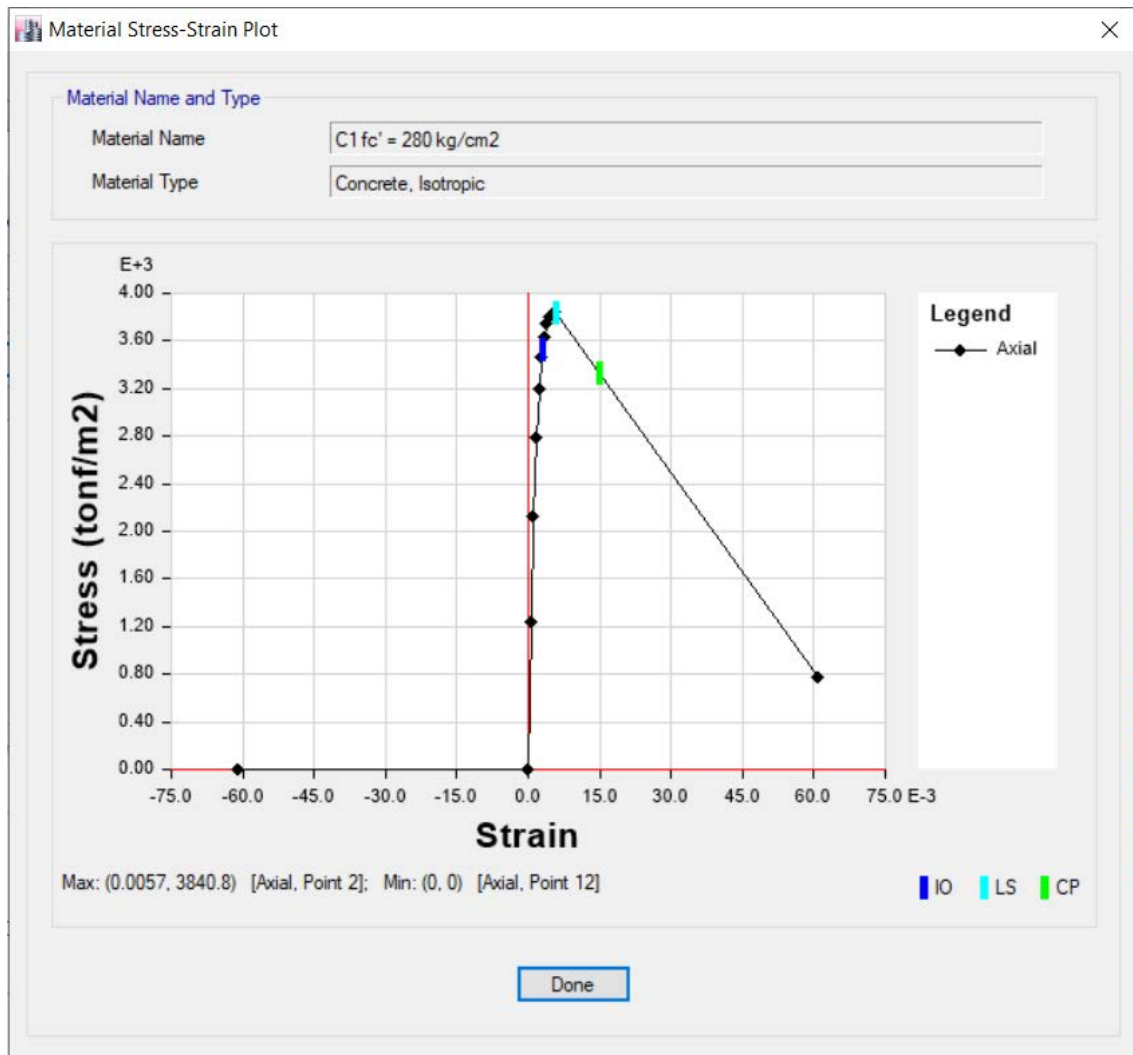 Material Stress-Strain Plot
Material Name and Type
Material Name C1 fc' = 280 kg/cm2
Material Type Concrete, Isotropic
E+3
4.00
3.60
3.20
2.80
2.40
2.00
1.60
1.20
0.80
0.40
0.00
Stress (tonf/m2)
-75.0 -60.0 -45.0 -30.0 -15.0 0.0 15.0 30.0 45.0 60.0 75.0 E-3
Strain
Legend
Axial
Max: (0.0057, 3840.8) [Axial, Point 2]; Min: (0, 0) [Axial, Point 12]
IO LS CP
Done